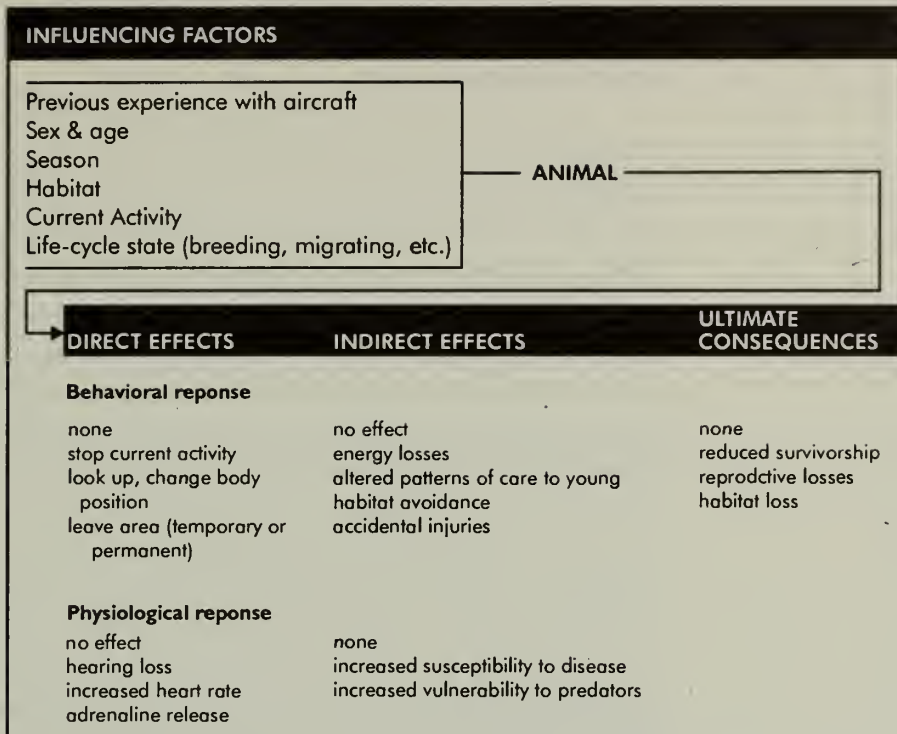 INFLUENCING FACTORS
Previous experience with aircraft
Sex & age
Season
Habitat
Current Activity
Life-cycle state (breeding, migrating, etc.)
ANIMAL
DIRECT EFFECTS
INDIRECT EFFECTS
ULTIMATE
CONSEQUENCES
Behavioral reponse
none
stop current activity
look up, change body
position
leave area (temporary or
permanent)
no effect
energy losses
altered patterns of care to young
habitat avoidance
accidental injuries
none
reduced survivorship
reprodctive losses
habitat loss
Physiological reponse
no effect
hearing loss
increased heart rate
adrenaline release
none
increased susceptibility to disease
increased vulnerability to predators